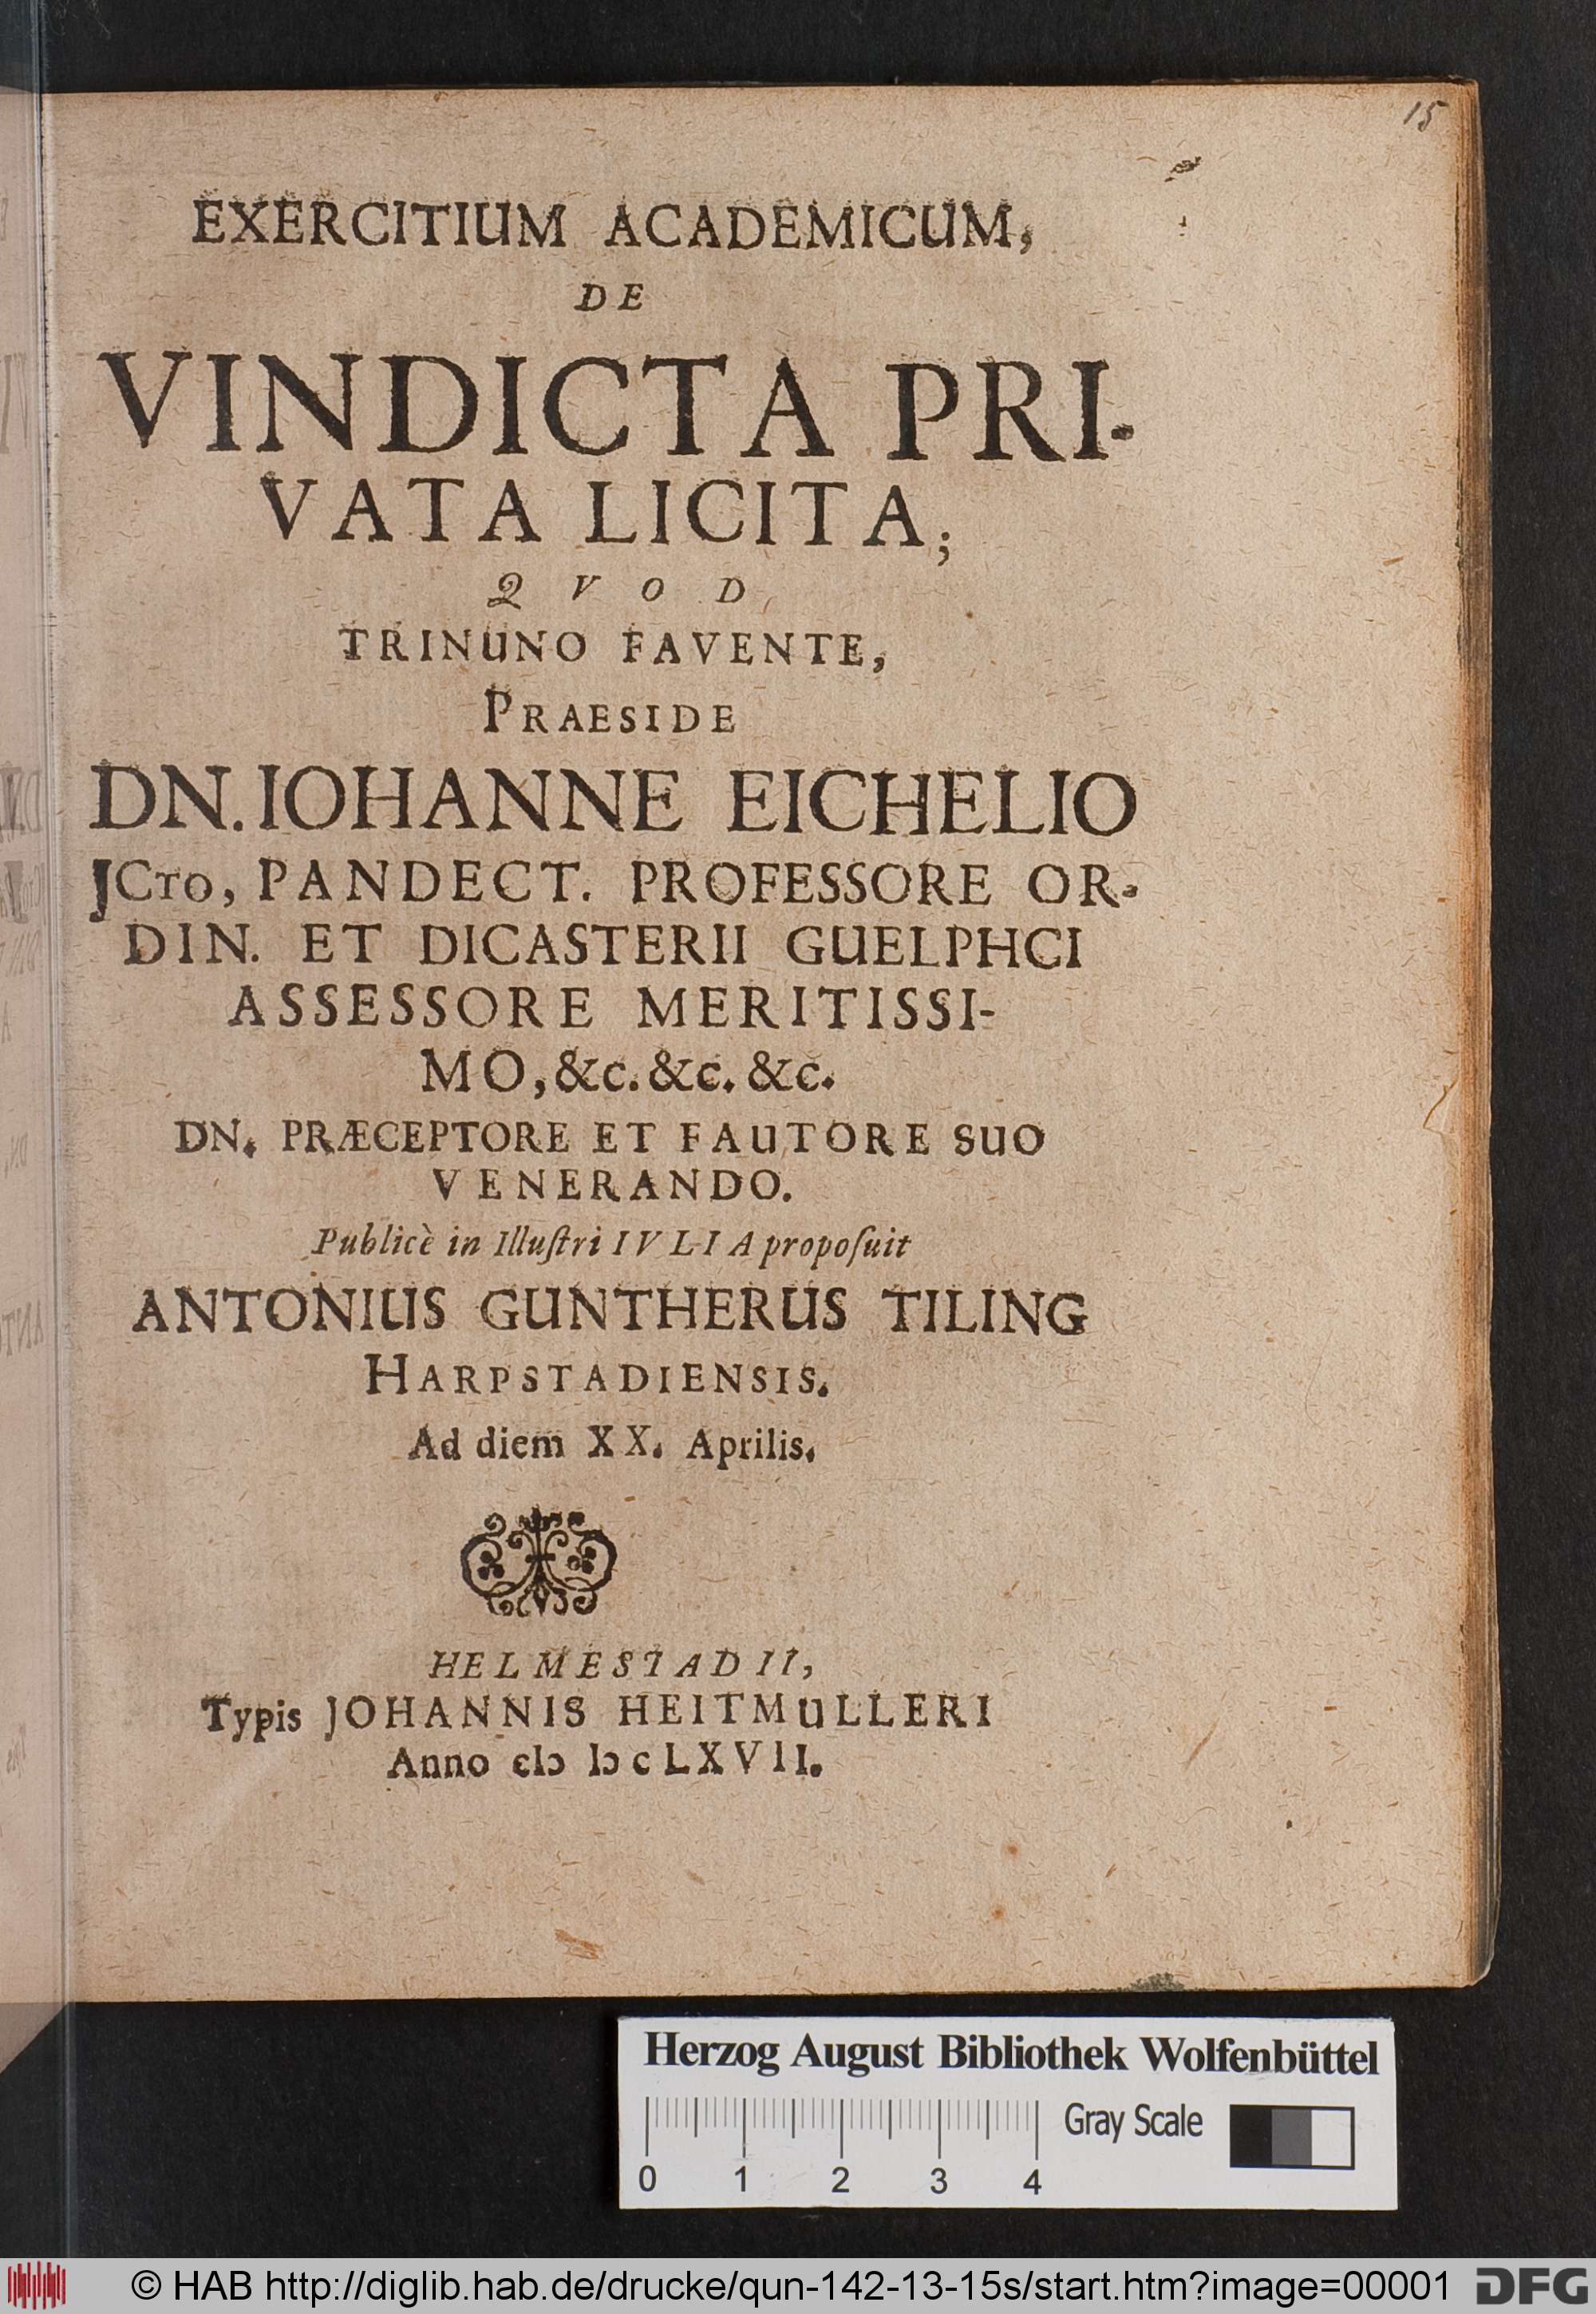 15
EXERCITIUM ACADEMICUM,
DE
VINDICTA PRI-
VATA LICITA;
QVOD
TRINUNO FAVENTE,
PRAESIDE
DN. IOHANNE EICHELIO
JCTO, PANDECT. PROFESSORE OR-
DIN. ET DICASTERII GUELPHCI
ASSESSORE MERITISSI-
MO, &c. &c. &c.
DN. PRÆCEPTORE ET FAUTORE SUO
VENERANDO.
Publicè in Illuſtri IVLIA propoſuit
ANTONIUS GUNTHERUS TILING
HARPSTADIENSIS.
Ad diem XX. Aprilis.
HELMESTADII,
Typis JOHANNIS HEITMULLERI
Anno cIɔ Iɔ c LXVII.
Herzog August Bibliothek Wolfenbüttel
Gray Scale
0 1 2 3 4
© HAB http://diglib.hab.de/drucke/qun-142-13-15s/start.htm?image=00001
DFG